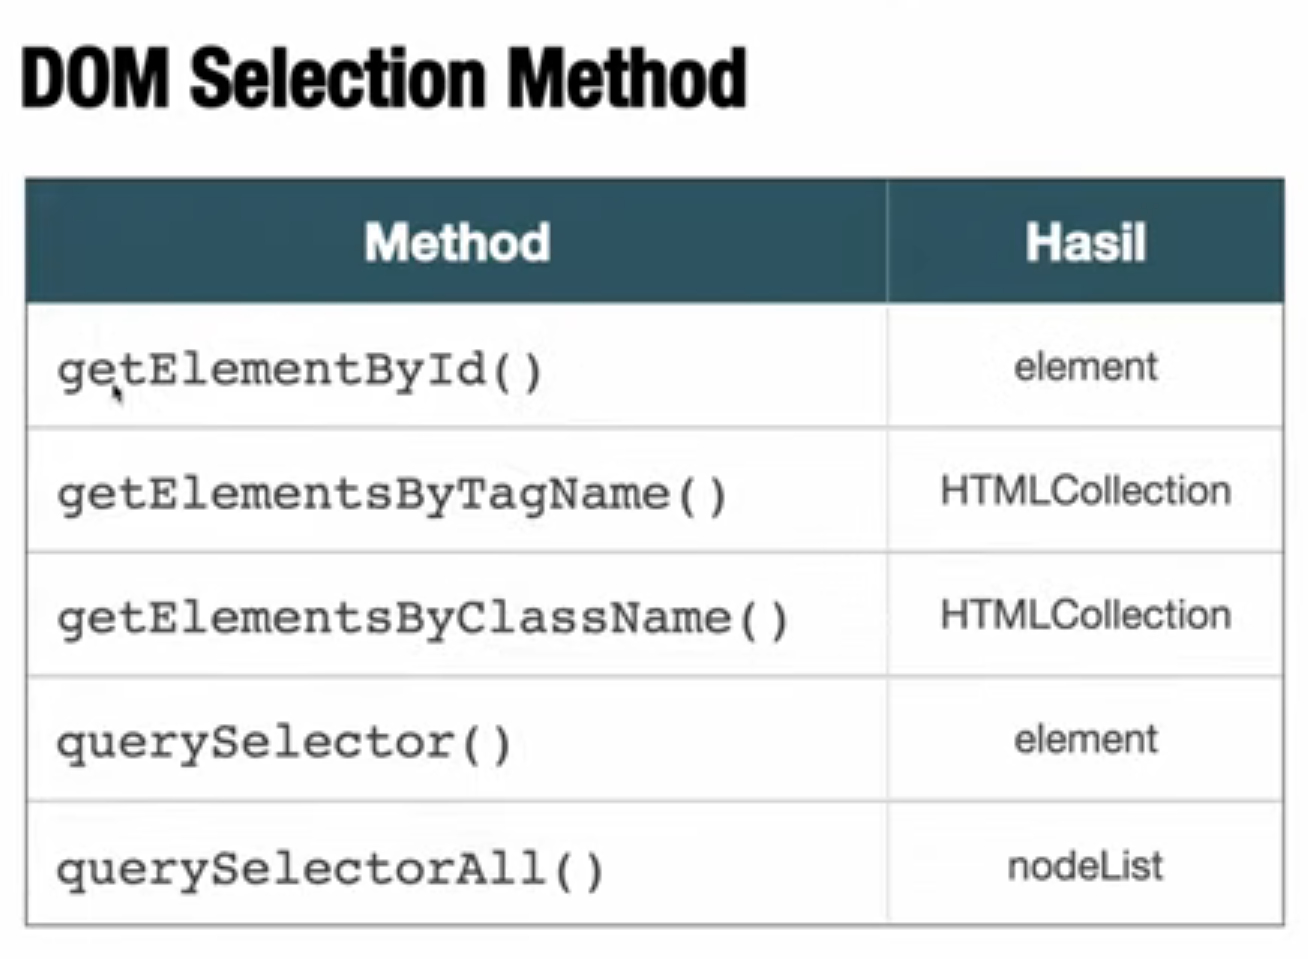 DOM Selection Method
Method Hasil
getElementById() element
getElementsByTagName() HTMLCollection
getElementsByClassName() HTMLCollection
querySelector() element
querySelectorAll() nodeList